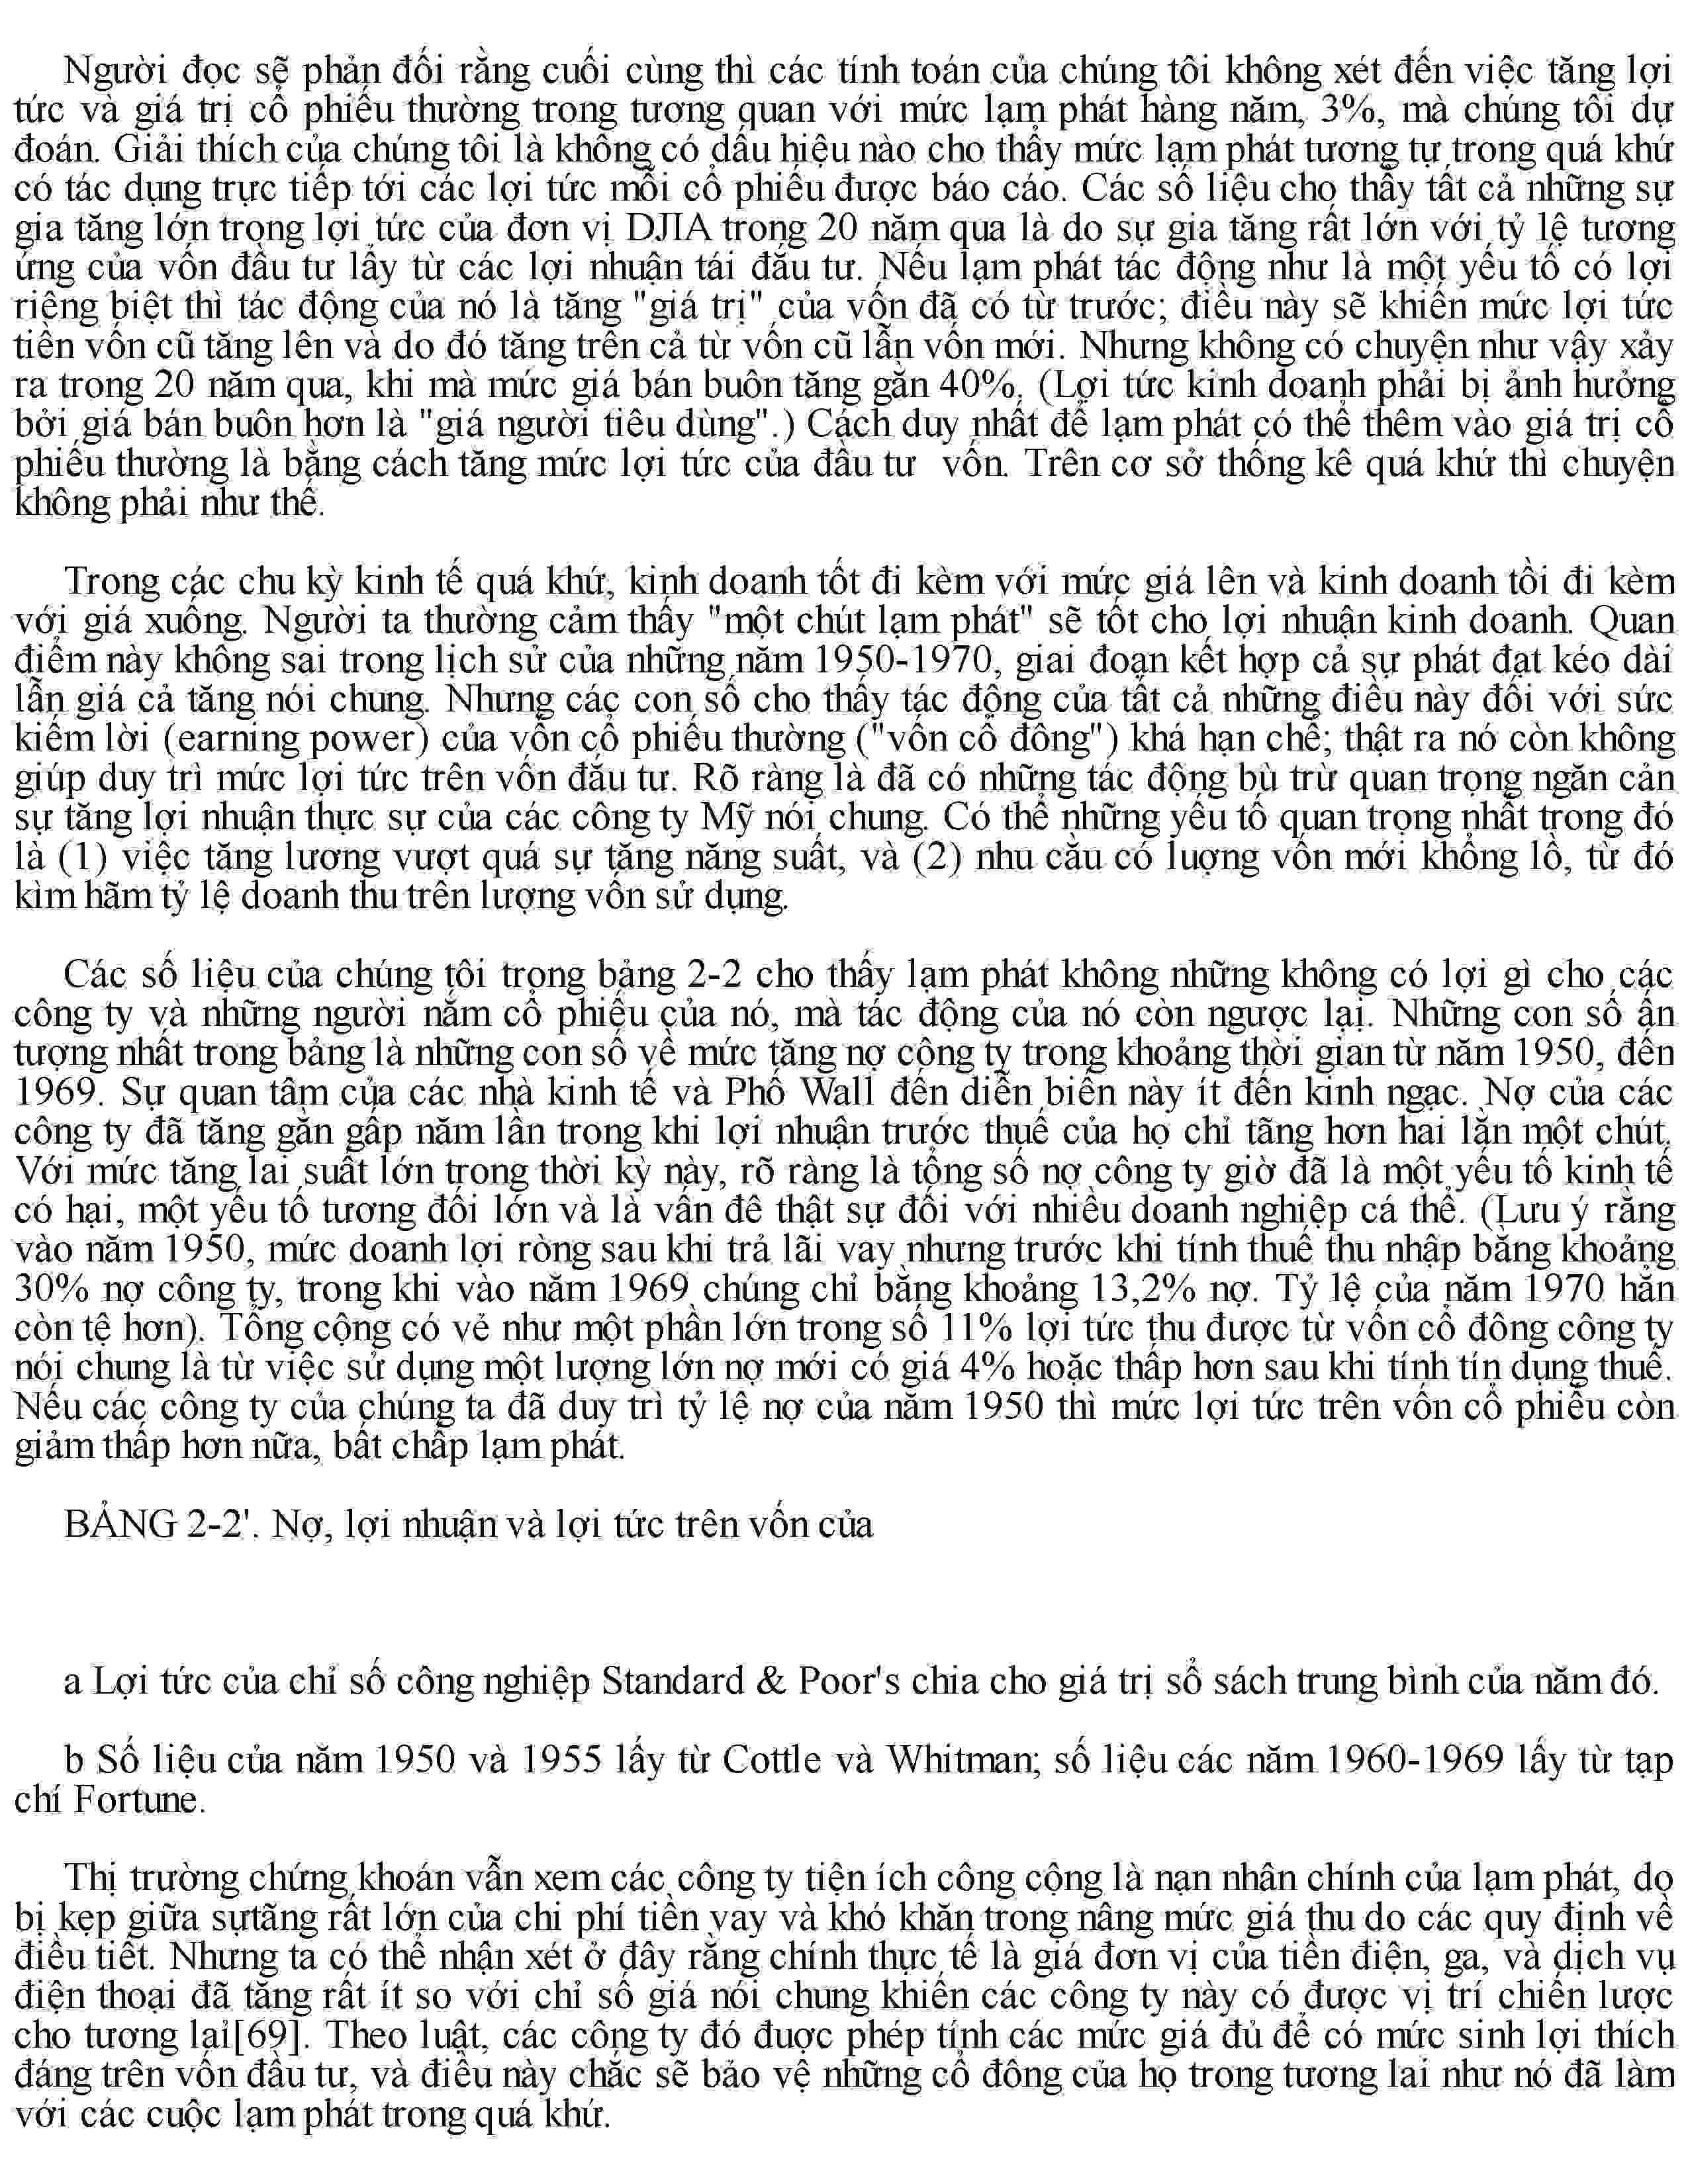 Người đọc sẽ phản đối rằng cuối cùng thì các tính toán của chúng tôi không xét đến việc tăng lợi
tức và giá trị cổ phiếu thường trong tương quan với mức lạm phát hàng năm, 3%, mà chúng tôi dự
đoán. Giải thích của chúng tôi là không có dấu hiệu nào cho thấy mức lạm phát tương tự trong quá khứ
có tác dụng trực tiếp tới các lợi tức mỗi cổ phiếu được báo cáo. Các số liệu cho thấy tất cả những sự
gia tăng lớn trong lợi tức của đơn vị DJIA trong 20 năm qua là do sự gia tăng rất lớn với tỷ lệ tương
ứng của vốn đầu tư lấy từ các lợi nhuận tái đầu tư. Nếu lạm phát tác động như là một yếu tố có lợi
riêng biệt thì tác động của nó là tăng "giá trị" của vốn đã có từ trước; điều này sẽ khiến mức lợi tức
tiền vốn cũ tăng lên và do đó tăng trên cả từ vốn cũ lẫn vốn mới. Nhưng không có chuyện như vậy xảy
ra trong 20 năm qua, khi mà mức giá bán buôn tăng gần 40%. (Lợi tức kinh doanh phải bị ảnh hưởng
bởi giá bán buôn hơn là "giá người tiêu dùng".) Cách duy nhất để lạm phát có thể thêm vào giá trị cổ
phiếu thường là bằng cách tăng mức lợi tức của đầu tư  vốn. Trên cơ sở thống kê quá khứ thì chuyện
không phải như thế.
Trong các chu kỳ kinh tế quá khứ, kinh doanh tốt đi kèm với mức giá lên và kinh doanh tồi đi kèm
với giá xuống. Người ta thường cảm thấy "một chút lạm phát" sẽ tốt cho lợi nhuận kinh doanh. Quan
điểm này không sai trong lịch sử của những năm 1950-1970, giai đoạn kết hợp cả sự phát đạt kéo dài
lẫn giá cả tăng nói chung. Nhưng các con số cho thấy tác động của tất cả những điều này đối với sức
kiếm lời (earning power) của vốn cổ phiếu thường ("vốn cổ đông") khá hạn chế; thật ra nó còn không
giúp duy trì mức lợi tức trên vốn đầu tư. Rõ ràng là đã có những tác động bù trừ quan trọng ngăn cản
sự tăng lợi nhuận thực sự của các công ty Mỹ nói chung. Có thể những yếu tố quan trọng nhất trong đó
là (1) việc tăng lương vượt quá sự tăng năng suất, và (2) nhu cầu có luợng vốn mới khổng lồ, từ đó
kìm hãm tỷ lệ doanh thu trên lượng vốn sử dụng.
Các số liệu của chúng tôi trong bảng 2-2 cho thấy lạm phát không những không có lợi gì cho các
công ty và những người nắm cổ phiếu của nó, mà tác động của nó còn ngược lại. Những con số ấn
tượng nhất trong bảng là những con số về mức tăng nợ công ty trong khoảng thời gian từ năm 1950, đến
1969. Sự quan tâm của các nhà kinh tế và Phố Wall đến diễn biến này ít đến kinh ngạc. Nợ của các
công ty đã tăng gần gấp năm lần trong khi lợi nhuận trước thuế của họ chỉ tăng hơn hai lần một chút.
Với mức tăng lai suất lớn trong thời kỳ này, rõ ràng là tổng số nợ công ty giờ đã là một yếu tố kinh tế
có hại, một yếu tố tương đối lớn và là vấn đê thật sự đối với nhiều doanh nghiệp cá thể. (Lưu ý rằng
vào năm 1950, mức doanh lợi ròng sau khi trả lãi vay nhưng trước khi tính thuế thu nhập bằng khoảng
30% nợ công ty, trong khi vào năm 1969 chúng chỉ bằng khoảng 13,2% nợ. Tỷ lệ của năm 1970 hẳn
còn tệ hơn). Tổng cộng có vẻ như một phần lớn trong số 11% lợi tức thu được từ vốn cổ đông công ty
nói chung là từ việc sử dụng một lượng lớn nợ mới có giá 4% hoặc thấp hơn sau khi tính tín dụng thuế.
Nếu các công ty của chúng ta đã duy trì tỷ lệ nợ của năm 1950 thì mức lợi tức trên vốn cổ phiếu còn
giảm thấp hơn nữa, bất chấp lạm phát.
BẢNG 2-2'. Nợ, lợi nhuận và lợi tức trên vốn của
a Lợi tức của chỉ số công nghiệp Standard & Poor's chia cho giá trị sổ sách trung bình của năm đó.
b Số liệu của năm 1950 và 1955 lấy từ Cottle và Whitman; số liệu các năm 1960-1969 lấy từ tạp
chí Fortune.
Thị trường chứng khoán vẫn xem các công ty tiện ích công cộng là nạn nhân chính của lạm phát, do
bị kẹp giữa sựtăng rất lớn của chi phí tiền vay và khó khăn trong nâng mức giá thu do các quy định về
điều tiết. Nhưng ta có thể nhận xét ở đây rằng chính thực tế là giá đơn vị của tiền điện, ga, và dịch vụ
điện thoại đã tăng rất ít so với chỉ số giá nói chung khiến các công ty này có được vị trí chiến lược
cho tương lai[69]. Theo luật, các công ty đó đuợc phép tính các mức giá đủ để có mức sinh lợi thích
đáng trên vốn đầu tư, và điều này chắc sẽ bảo vệ những cổ đông của họ trong tương lai như nó đã làm
với các cuộc lạm phát trong quá khứ.